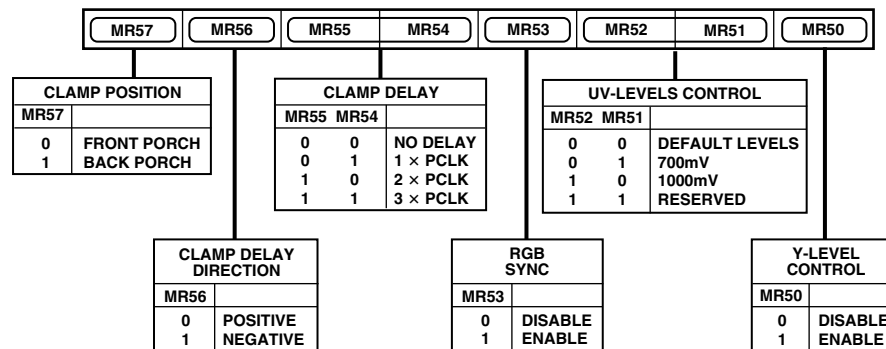 MR57 MR56 MR55 MR54 MR53 MR52 MR51 MR50
CLAMP POSITION
MR57
0 FRONT PORCH
1 BACK PORCH
CLAMP DELAY
MR55 MR54
0 0 NO DELAY
0 1 1 × PCLK
1 0 2 × PCLK
1 1 3 × PCLK
UV-LEVELS CONTROL
MR52 MR51
0 0 DEFAULT LEVELS
0 1 700mV
1 0 1000mV
1 1 RESERVED
CLAMP DELAY
DIRECTION
MR56
0 POSITIVE
1 NEGATIVE
RGB
SYNC
MR53
0 DISABLE
1 ENABLE
Y-LEVEL
CONTROL
MR50
0 DISABLE
1 ENABLE